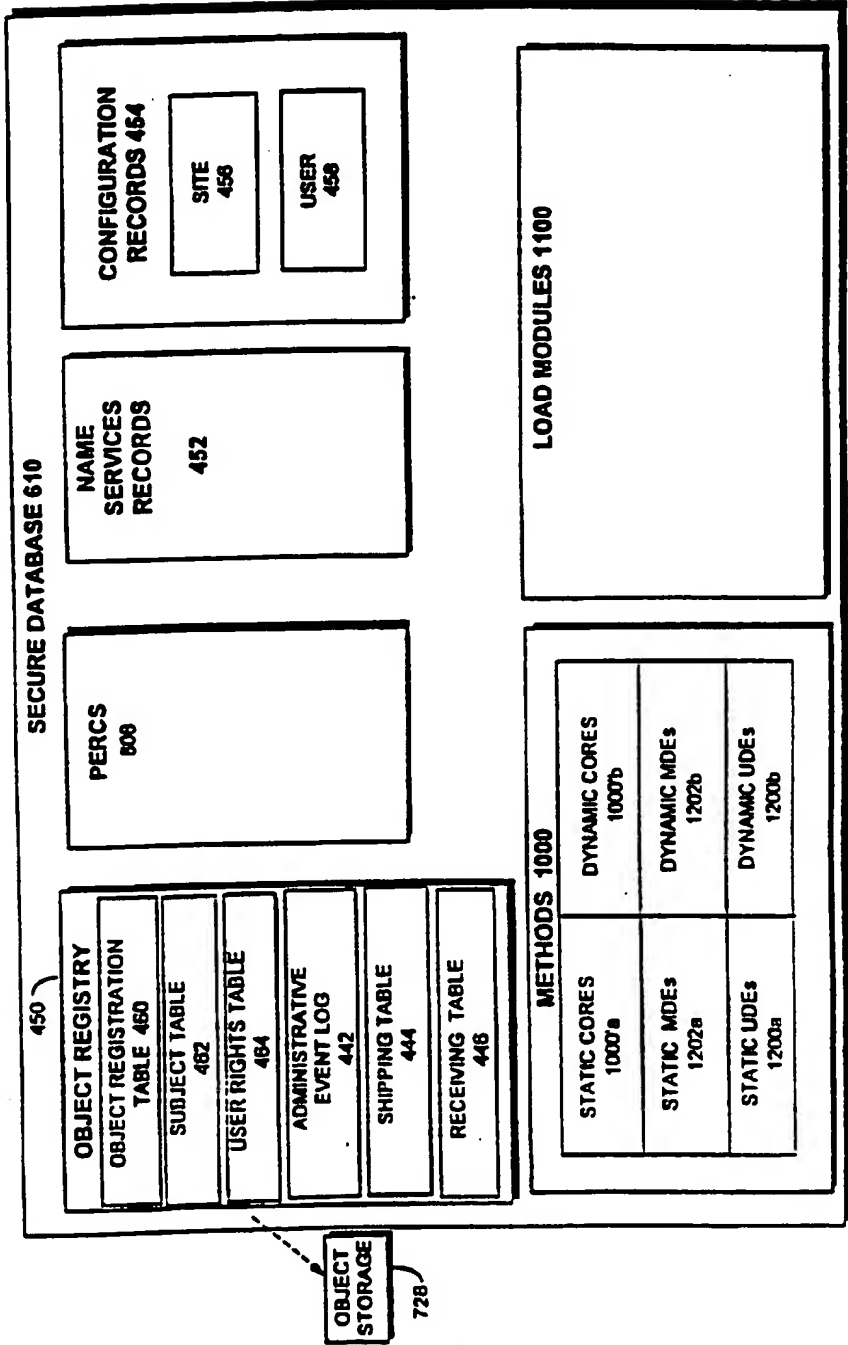 SECURE DATABASE 610
450
OBJECT REGISTRY
OBJECT REGISTRATION
TABLE 460
SUBJECT TABLE
462
USER RIGHTS TABLE
464
ADMINISTRATIVE
EVENT LOG
442
SHIPPING TABLE
444
RECEIVING TABLE
446
OBJECT
STORAGE
728
PERCS
808
NAME
SERVICES
RECORDS
452
CONFIGURATION
RECORDS 454
SITE
456
USER
458
METHODS 1000
STATIC CORES
1000'a
DYNAMIC CORES
1000'b
STATIC MDEs
1202a
DYNAMIC MDEs
1202b
STATIC UDEs
1200a
DYNAMIC UDEs
1200b
LOAD MODULES 1100